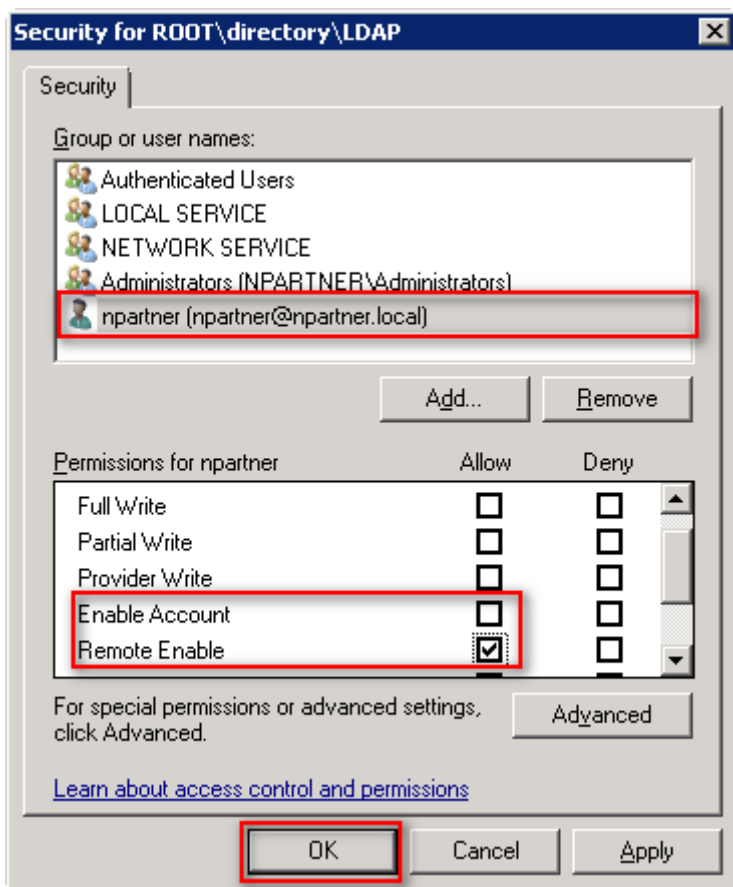 Security for ROOT\directory\LDAP
Security
Group or user names:
Authenticated Users
LOCAL SERVICE
NETWORK SERVICE
Administrators (NPARTNER\Administrators)
npartner (npartner@npartner.local)
Add... Remove
Permissions for npartner Allow Deny
Full Write
Partial Write
Provider Write
Enable Account
Remote Enable
For special permissions or advanced settings,
click Advanced.
Advanced
Learn about access control and permissions
OK Cancel Apply